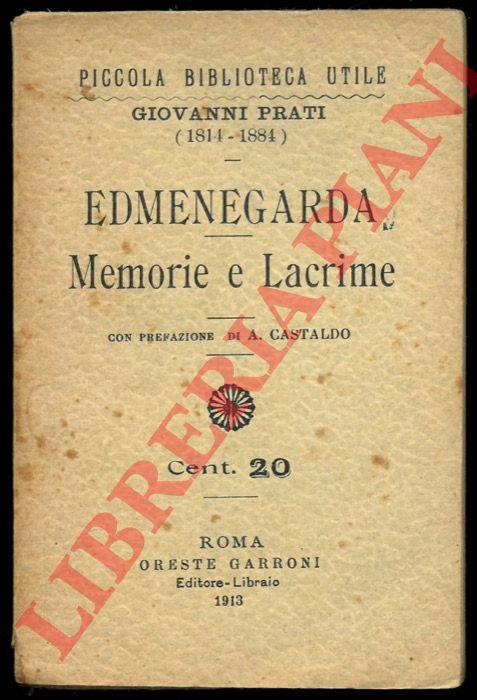 PICCOLA BIBLIOTECA UTILE
GIOVANNI PRATI
(1814-1884)
EDMENEGARDA
Memorie e Lacrime
CON PREFAZIONE DI A. CASTALDO
Cent. 20
ROMA
ORESTE GARRONI
Editore-Libraio
1913
LIBRERIA PIANI